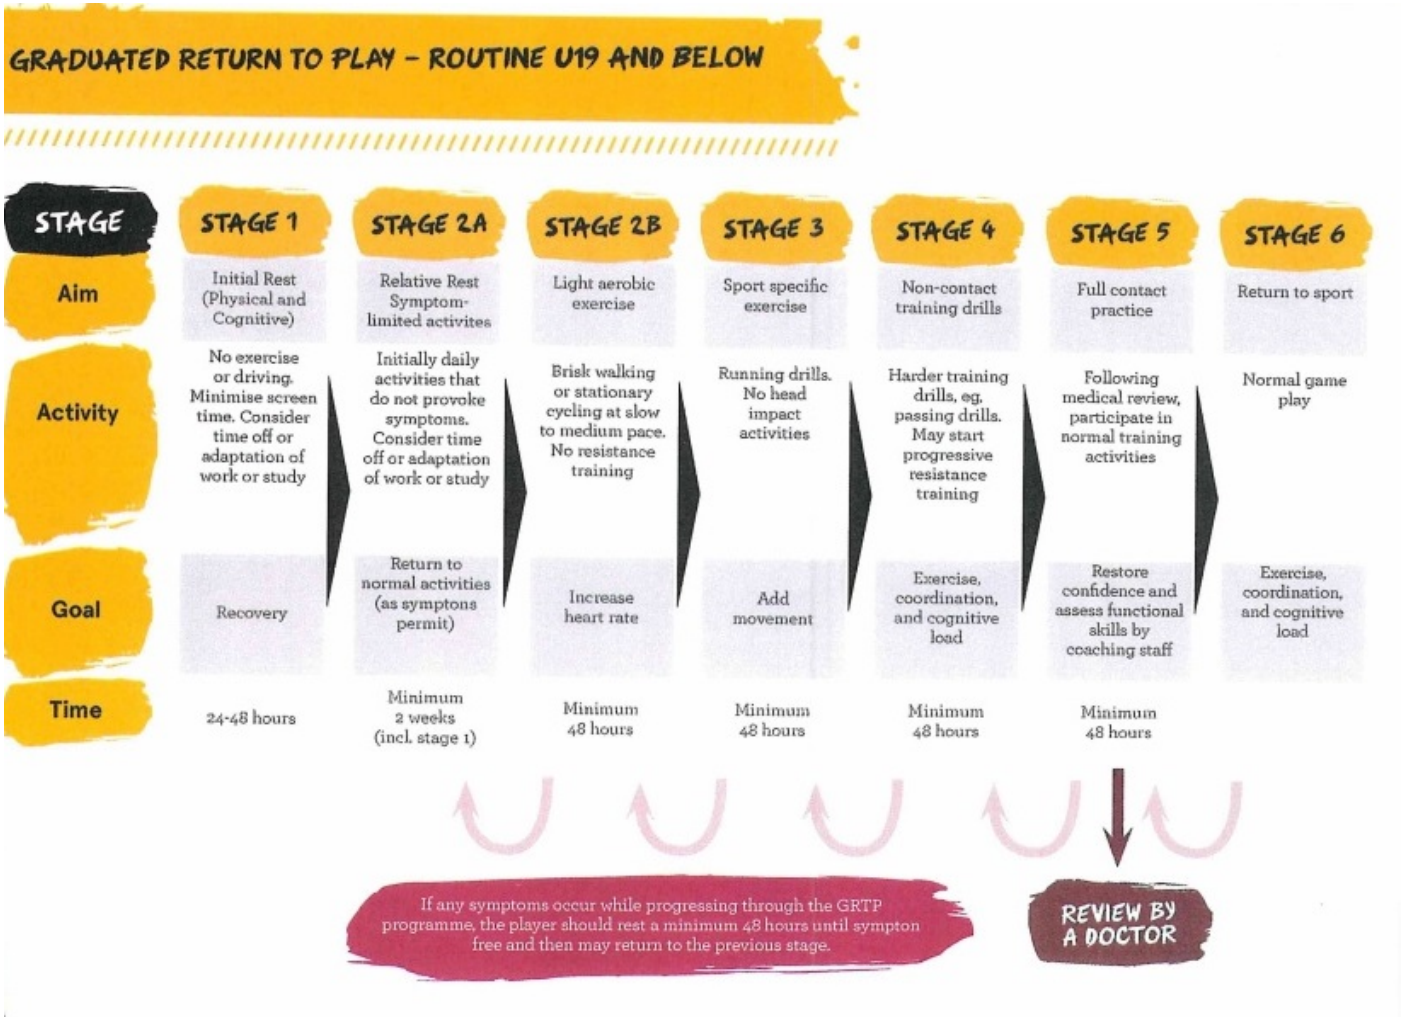 GRADUATED RETURN TO PLAY – ROUTINE U19 AND BELOW
STAGE
STAGE 1
STAGE 2A
STAGE 2B
STAGE 3
STAGE 4
STAGE 5
STAGE 6
Aim
Initial Rest
(Physical and
Cognitive)
Relative Rest
Symptom-
limited activites
Light aerobic
exercise
Sport specific
exercise
Non-contact
training drills
Full contact
practice
Return to sport
Activity
No exercise
or driving.
Minimise screen
time. Consider
time off or
adaptation of
work or study
Initially daily
activities that
do not provoke
symptoms.
Consider time
off or adaptation
of work or study
Brisk walking
or stationary
cycling at slow
to medium pace.
No resistance
training
Running drills.
No head
impact
activities
Harder training
drills, eg,
passing drills.
May start
progressive
resistance
training
Following
medical review,
participate in
normal training
activities
Normal game
play
Goal
Recovery
Return to
normal activities
(as symptons
permit)
Increase
heart rate
Add
movement
Exercise,
coordination,
and cognitive
load
Restore
confidence and
assess functional
skills by
coaching staff
Exercise,
coordination,
and cognitive
load
Time
24-48 hours
Minimum
2 weeks
(incl. stage 1)
Minimum
48 hours
Minimum
48 hours
Minimum
48 hours
Minimum
48 hours
If any symptoms occur while progressing through the GRTP
programme, the player should rest a minimum 48 hours until sympton
free and then may return to the previous stage.
REVIEW BY
A DOCTOR